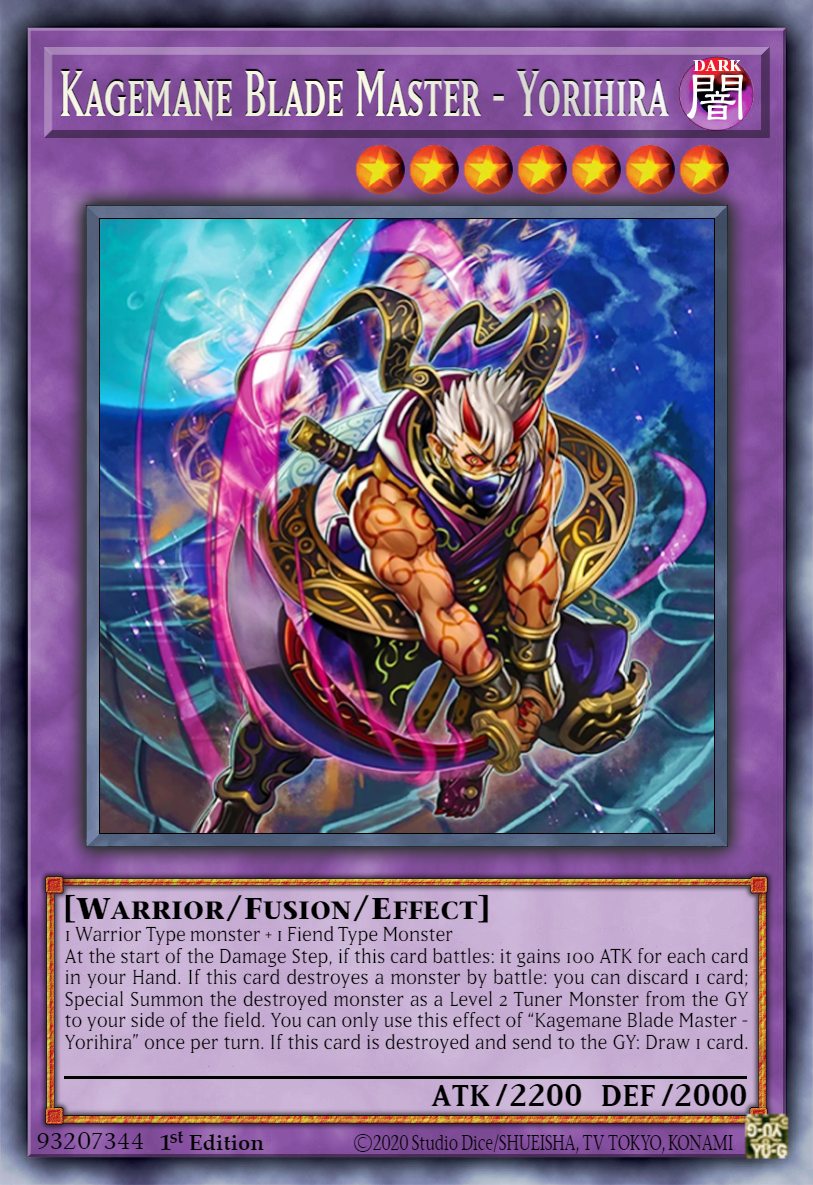 Kagemane Blade Master - Yorihira
DARK
闇
[Warrior/Fusion/Effect]
1 Warrior Type monster + 1 Fiend Type Monster
At the start of the Damage Step, if this card battles: it gains 100 ATK for each card
in your Hand. If this card destroyes a monster by battle: you can discard 1 card;
Special Summon the destroyed monster as a Level 2 Tuner Monster from the GY
to your side of the field. You can only use this effect of “Kagemane Blade Master -
Yorihira” once per turn. If this card is destroyed and send to the GY: Draw 1 card.
ATK/2200 DEF/2000
93207344 1st Edition ©2020 Studio Dice/SHUEISHA, TV TOKYO, KONAMI